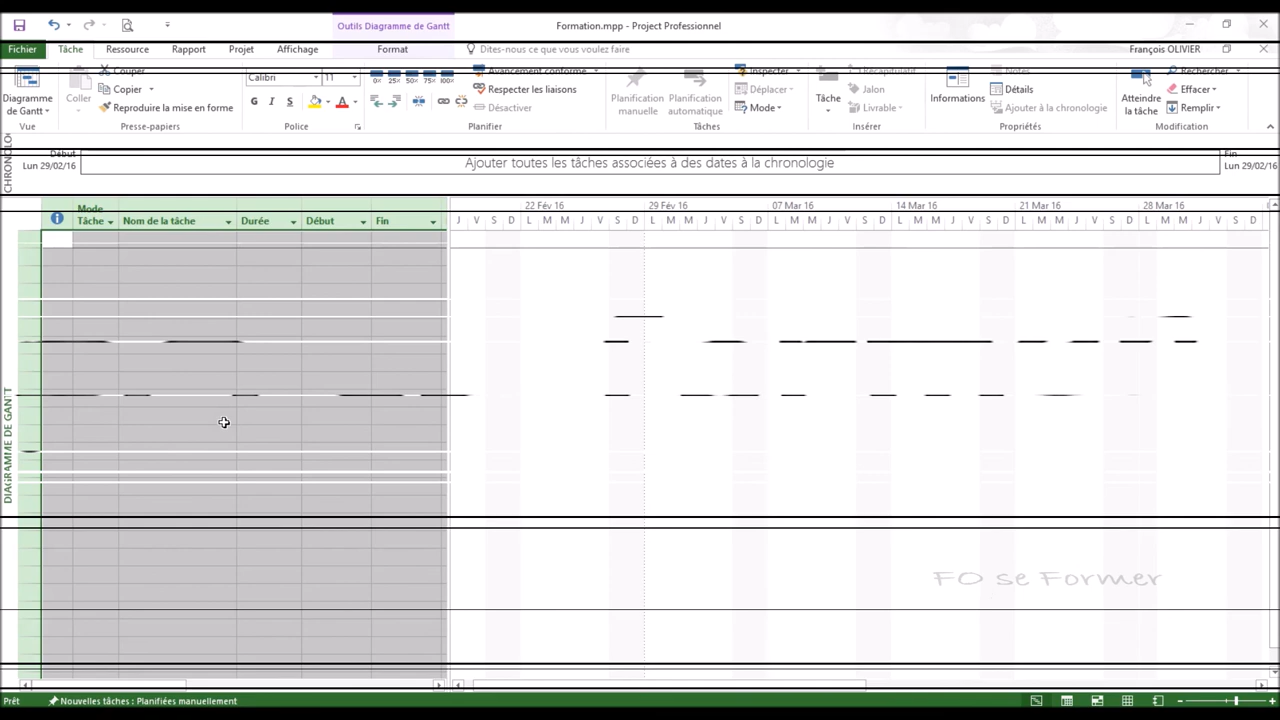 Outils Diagramme de Gantt
Formation.mpp - Project Professionnel
Fichier Tâche Ressource Rapport Projet Affichage Format Dites-nous ce que vous voulez faire François OLIVIER
Couper Avancement conforme Inspecter Récapitulatif Notes Rechercher
Diagramme de Gantt Coller Copier Calibri 11 0% 25% 50% 75% 100% Respecter les liaisons Planification manuelle Planification automatique Déplacer Tâche Jalon Informations Détails Atteindre la tâche Effacer
Reproduire la mise en forme G I S A Désactiver Mode Livrable Ajouter à la chronologie Remplir
Vue Presse-papiers Police Planifier Tâches Insérer Propriétés Modification
Début Fin
Lun 29/02/16 Ajouter toutes les tâches associées à des dates à la chronologie Lun 29/02/16
Mode Tâche Nom de la tâche Durée Début Fin
22 Fév 16 29 Fév 16 07 Mar 16 14 Mar 16 21 Mar 16 28 Mar 16
J V S D L M M J V S D L M M J V S D L M M J V S D L M M J V S D L M M J V S D L M M J V S D
DIAGRAMME DE GANTT
FO se Former
Prêt Nouvelles tâches : Planifiées manuellement